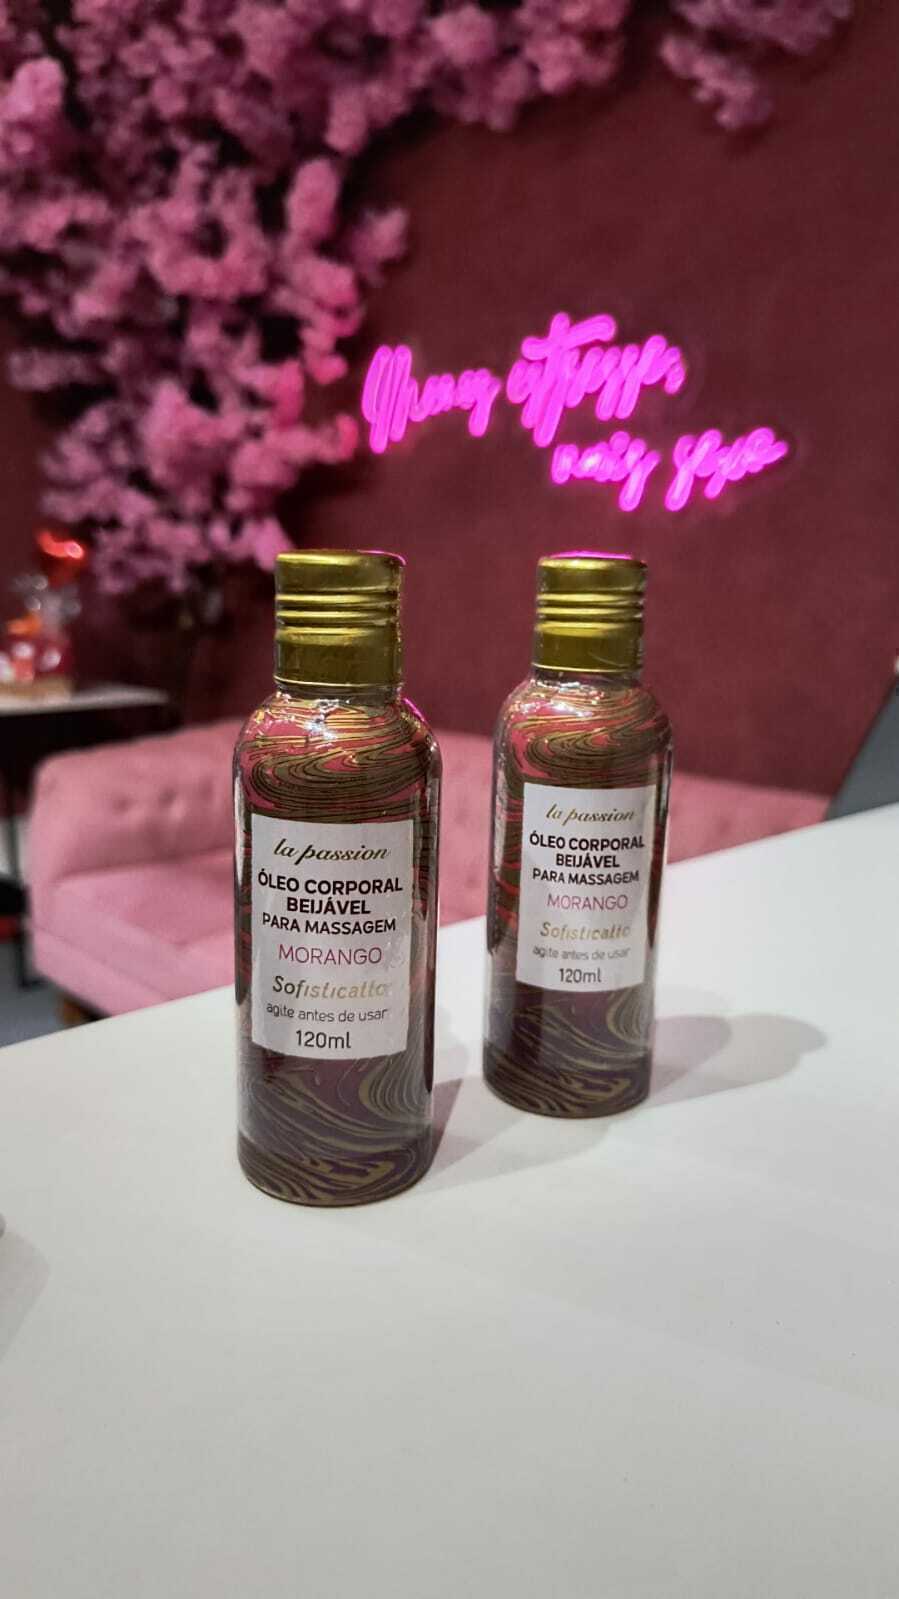 mais
la passion
ÓLEO CORPORAL
BEIJÁVEL
PARA MASSAGEM
MORANGO
Sofisticatto
agite antes de usar
120ml
la passion
ÓLEO CORPORAL
BEIJÁVEL
PARA MASSAGEM
MORANGO
Sofisticatto
agite antes de usar
120ml